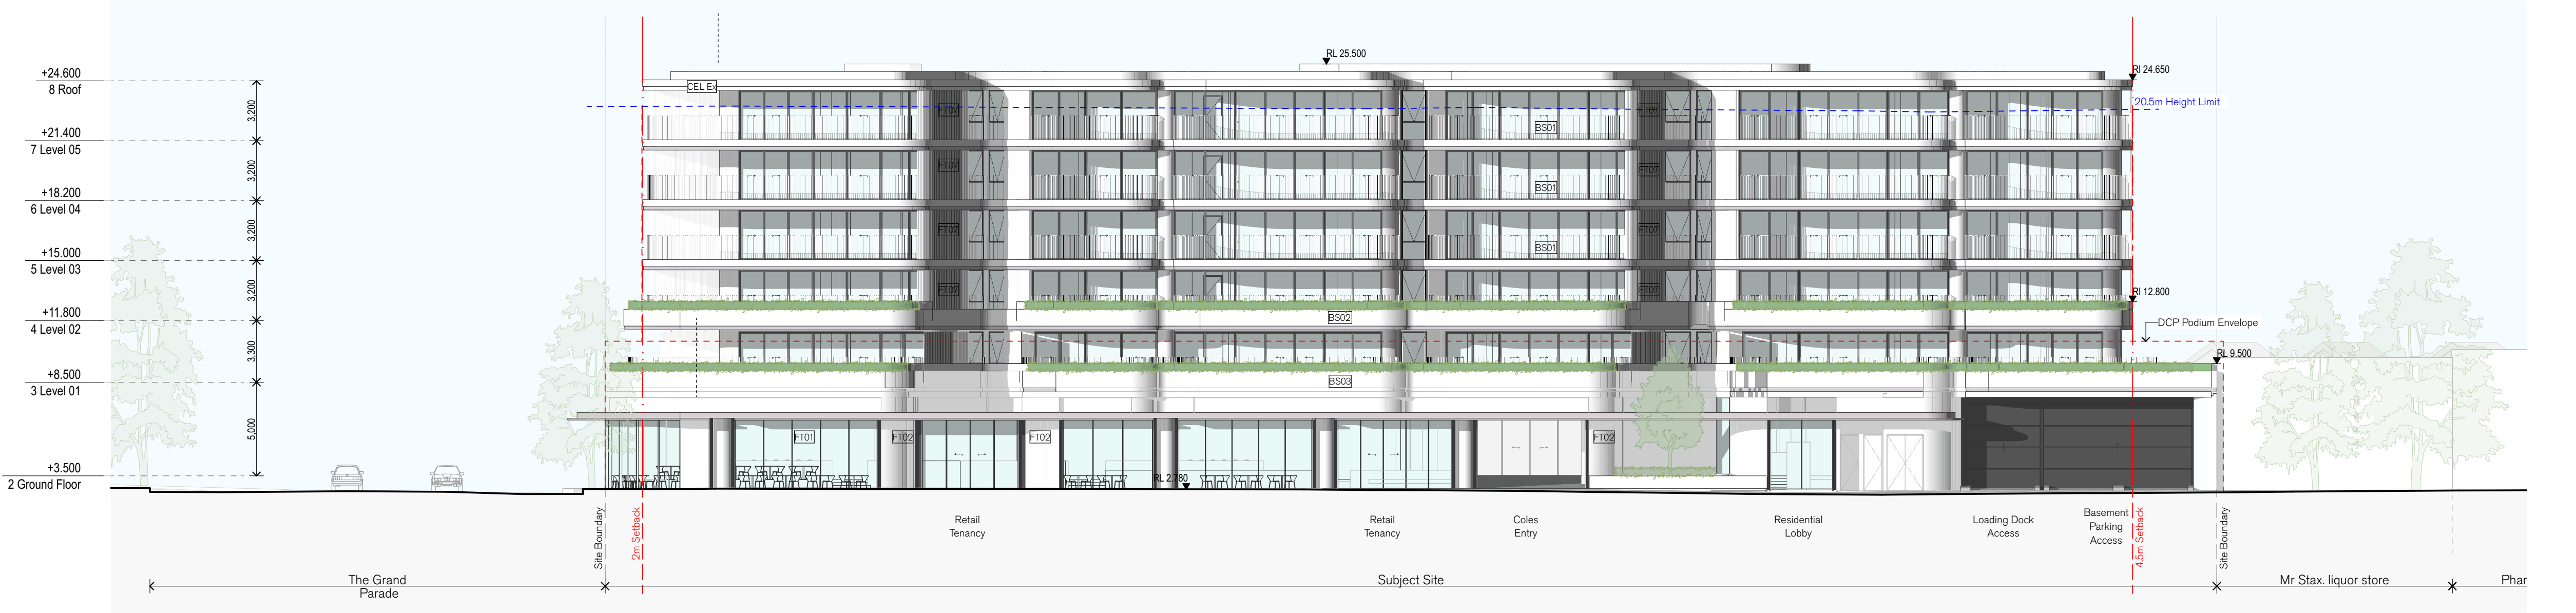 RL 25.500
+24.600
8 Roof
RI 24.650
CEL Ex
20.5m Height Limit
3,200
FT07
FT07
BS01
+21.400
7 Level 05
3,200
FT07
FT07
BS01
+18.200
6 Level 04
3,200
FT07
FT07
BS01
+15.000
5 Level 03
3,200
FT07
FT07
RI 12.800
+11.800
4 Level 02
BS02
DCP Podium Envelope
3,300
RL 9.500
+8.500
3 Level 01
BS03
5,000
FT01
FT02
FT02
FT02
+3.500
2 Ground Floor
RL 2.780
Site Boundary
2m Setback
Retail
Tenancy
Retail
Tenancy
Coles
Entry
Residential
Lobby
Loading Dock
Access
Basement
Parking
Access
4.5m Setback
Site Boundary
The Grand
Parade
Subject Site
Mr Stax. liquor store
Phar